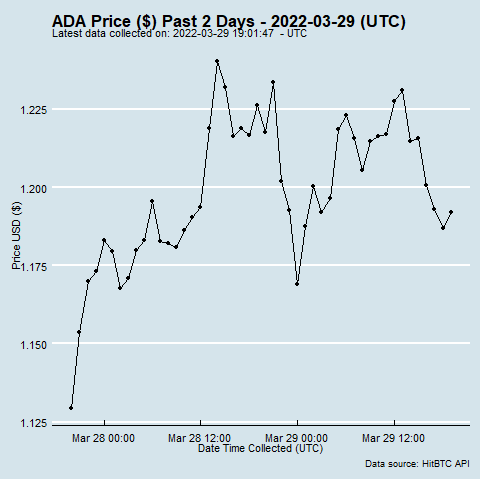 ADA Price ($) Past 2 Days - 2022-03-29 (UTC)
Latest data collected on: 2022-03-29 19:01:47 - UTC
1.225
1.200
1.175
1.150
1.125
Price USD ($)
Mar 28 00:00 Mar 28 12:00 Mar 29 00:00 Mar 29 12:00
Date Time Collected (UTC)
Data source: HitBTC API